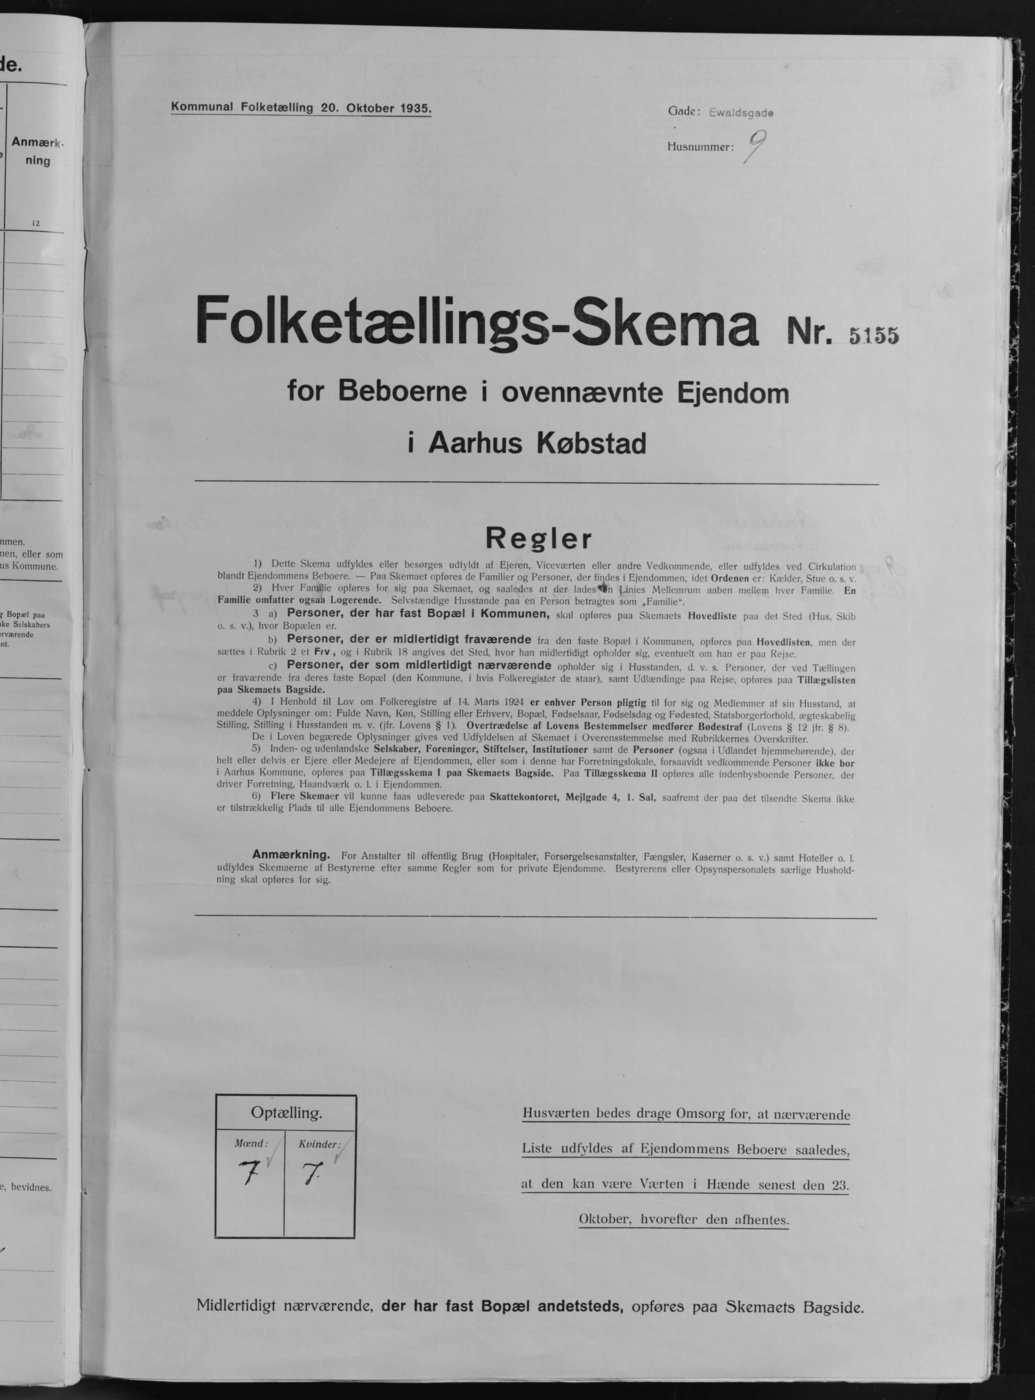 de.
Anmærk-
ning
12
mmen.
nen, eller som
us Kommune.
g Bopæl paa
ske Selskabers
erværende
nt.
e, bevidnes.
Kommunal Folketælling 20. Oktober 1935.
Gade: Ewaldsgade
Husnummer: 9
Folketællings-Skema Nr. 5155
for Beboerne i ovennævnte Ejendom
i Aarhus Købstad
Regler
1) Dette Skema udfyldes eller besørges udfyldt af Ejeren, Viceværten eller andre Vedkommende, eller udfyldes ved Cirkulation
blandt Ejendommens Beboere. — Paa Skemaet opføres de Familier og Personer, der findes i Ejendommen, idet Ordenen er: Kælder, Stue o. s. v.
2) Hver Familie opføres for sig paa Skemaet, og saaledes at der lades en Linies Mellemrum aaben mellem hver Familie. En
Familie omfatter ogsaa Logerende. Selvstændige Husstande paa en Person betragtes som „Familie“.
3 a) Personer, der har fast Bopæl i Kommunen, skal opføres paa Skemaets Hovedliste paa det Sted (Hus, Skib
o. s. v.), hvor Bopælen er.
b) Personer, der er midlertidigt fraværende fra den faste Bopæl i Kommunen, opføres paa Hovedlisten, men der
sættes i Rubrik 2 et Frv., og i Rubrik 18 angives det Sted, hvor han midlertidigt opholder sig, eventuelt om han er paa Rejse.
c) Personer, der som midlertidigt nærværende opholder sig i Husstanden, d. v. s. Personer, der ved Tællingen
er fraværende fra deres faste Bopæl (den Kommune, i hvis Folkeregister de staar), samt Udlændinge paa Rejse, opføres paa Tillægslisten
paa Skemaets Bagside.
4) I Henhold til Lov om Folkeregistre af 14. Marts 1924 er enhver Person pligtig til for sig og Medlemmer af sin Husstand, at
meddele Oplysninger om: Fulde Navn, Køn, Stilling eller Erhverv, Bopæl, Fødselsaar, Fødselsdag og Fødested, Statsborgerforhold, ægteskabelig
Stilling, Stilling i Husstanden m. v. (jfr. Lovens § 1). Overtrædelse af Lovens Bestemmelser medfører Bødestraf (Lovens § 12 jfr. § 8).
De i Loven begærede Oplysninger gives ved Udfyldelsen af Skemaet i Overensstemmelse med Rubrikkernes Overskrifter.
5) Inden- og udenlandske Selskaber, Foreninger, Stiftelser, Institutioner samt de Personer (ogsaa i Udlandet hjemmehørende), der
helt eller delvis er Ejere eller Medejere af Ejendommen, eller som i denne har Forretningslokale, forsaavidt vedkommende Personer ikke bor
i Aarhus Kommune, opføres paa Tillægsskema I paa Skemaets Bagside. Paa Tillægsskema II opføres alle indenbysboende Personer, der
driver Forretning, Haandværk o. l. i Ejendommen.
6) Flere Skemaer vil kunne faas udleverede paa Skattekontoret, Mejlgade 4, 1. Sal, saafremt der paa det tilsendte Skema ikke
er tilstrækkelig Plads til alle Ejendommens Beboere.
Anmærkning. For Anstalter til offentlig Brug (Hospitaler, Forsørgelsesanstalter, Fængsler, Kaserner o. s. v.) samt Hoteller o. l.
udfyldes Skemaerne af Bestyrerne efter samme Regler som for private Ejendomme. Bestyrerens eller Opsynspersonalets særlige Hushold-
ning skal opføres for sig.
Optælling.
Mænd: Kvinder:
7 7
Husværten bedes drage Omsorg for, at nærværende
Liste udfyldes af Ejendommens Beboere saaledes,
at den kan være Værten i Hænde senest den 23.
Oktober, hvorefter den afhentes.
Midlertidigt nærværende, der har fast Bopæl andetsteds, opføres paa Skemaets Bagside.